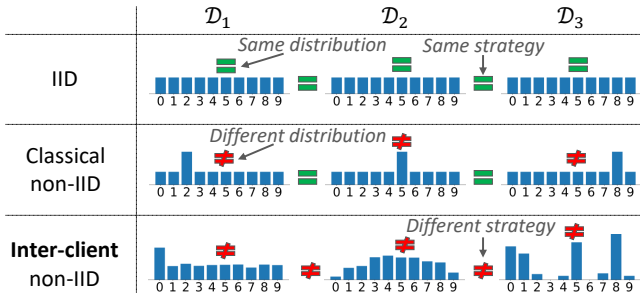 𝒟₁ 𝒟₂ 𝒟₃
Same distribution Same strategy
IID
0 1 2 3 4 5 6 7 8 9 0 1 2 3 4 5 6 7 8 9 0 1 2 3 4 5 6 7 8 9
Different distribution
Classical
non-IID
0 1 2 3 4 5 6 7 8 9 0 1 2 3 4 5 6 7 8 9 0 1 2 3 4 5 6 7 8 9
Different strategy
Inter-client
non-IID
0 1 2 3 4 5 6 7 8 9 0 1 2 3 4 5 6 7 8 9 0 1 2 3 4 5 6 7 8 9